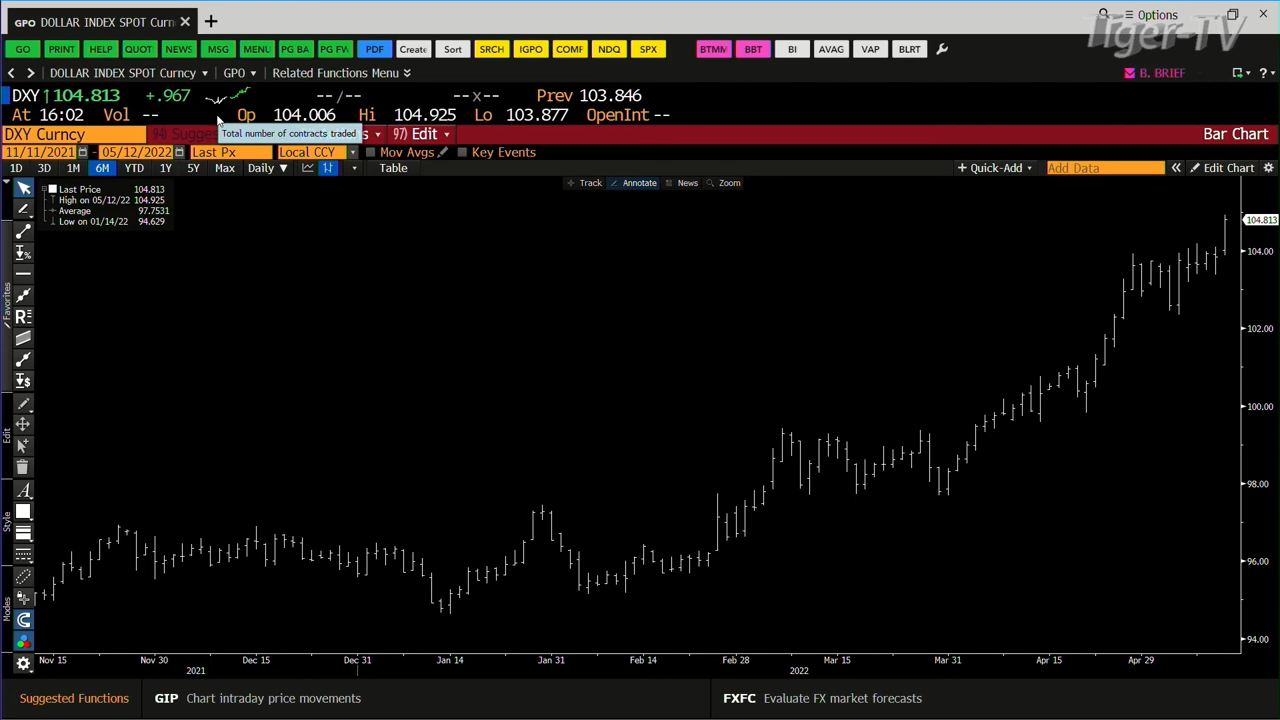 GPO DOLLAR INDEX SPOT Curn
Options
Tiger-TV
GO PRINT HELP QUOT NEWS MSG MENU PG BA PG FW PDF Create Sort SRCH IGPO COMF NDQ SPX BTMM BBT BI AVAG VAP BLRT
DOLLAR INDEX SPOT Curncy GPO Related Functions Menu B. BRIEF
DXY ↑104.813 +.967 -- /-- --x-- Prev 103.846
At 16:02 Vol -- Op 104.006 Hi 104.925 Lo 103.877 OpenInt --
DXY Curncy 94) Sugges s 97) Edit Bar Chart
Total number of contracts traded
11/11/2021 - 05/12/2022 Last Px Local CCY Mov Avgs Key Events
1D 3D 1M 6M YTD 1Y 5Y Max Daily Table + Quick-Add Add Data « Edit Chart
Track Annotate News Zoom
Last Price 104.813
High on 05/12/22 104.925
Average 97.7531
Low on 01/14/22 94.629
104.813
104.00
102.00
100.00
98.00
96.00
94.00
Favorites
Edit
Style
Modes
Nov 15 Nov 30 Dec 15 Dec 31 Jan 14 Jan 31 Feb 14 Feb 28 Mar 15 Mar 31 Apr 15 Apr 29
2021 2022
Suggested Functions GIP Chart intraday price movements FXFC Evaluate FX market forecasts